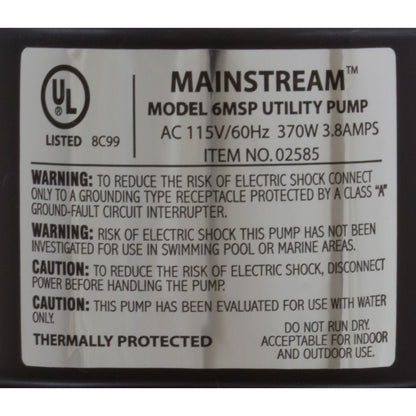 UL
LISTED 8C99
MAINSTREAM™
MODEL 6MSP UTILITY PUMP
AC 115V/60Hz 370W 3.8AMPS
ITEM NO. 02585
WARNING: TO REDUCE THE RISK OF ELECTRIC SHOCK CONNECT
ONLY TO A GROUNDING TYPE RECEPTACLE PROTECTED BY A CLASS "A"
GROUND-FAULT CIRCUIT INTERRUPTER.
WARNING: RISK OF ELECTRIC SHOCK THIS PUMP HAS NOT BEEN
INVESTIGATED FOR USE IN SWIMMING POOL OR MARINE AREAS.
CAUTION: TO REDUCE THE RISK OF ELECTRIC SHOCK, DISCONNECT
POWER BEFORE HANDLING THE PUMP.
CAUTION: THIS PUMP HAS BEEN EVALUATED FOR USE WITH WATER
ONLY.
THERMALLY PROTECTED
DO NOT RUN DRY.
ACCEPTABLE FOR INDOOR
AND OUTDOOR USE.